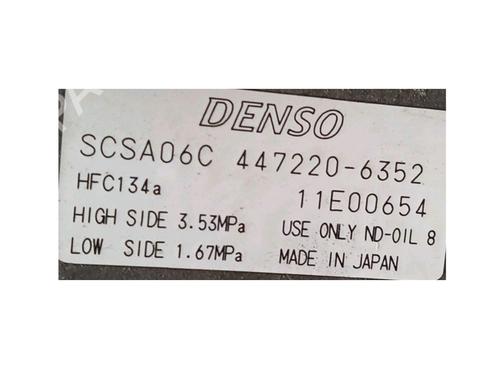 DENSO
SCSA06C 447220-6352
HFC134a 11E00654
HIGH SIDE 3.53MPa USE ONLY ND-OIL 8
LOW SIDE 1.67MPa MADE IN JAPAN